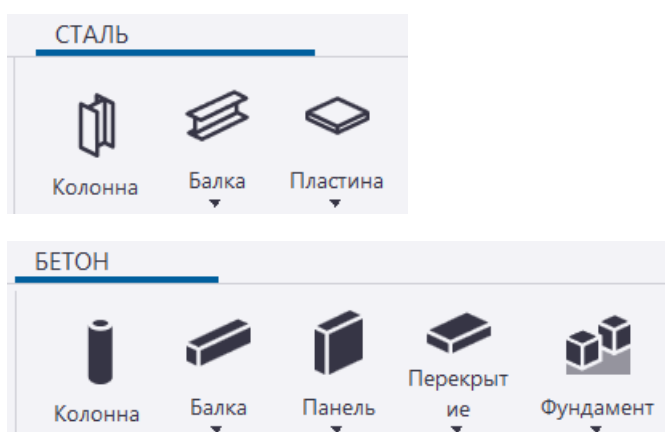 СТАЛЬ
Колонна Балка Пластина
БЕТОН
Колонна Балка Панель Перекрыт
ие Фундамент